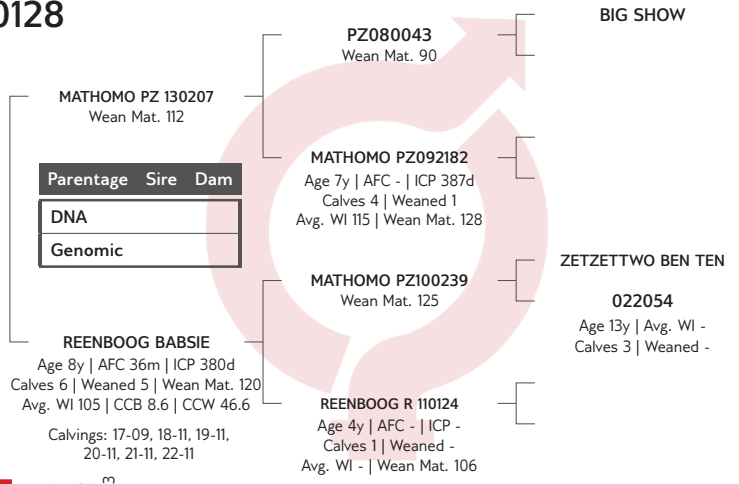 0128
MATHOMO PZ 130207
Wean Mat. 112
Parentage Sire Dam
DNA
Genomic
REENBOOG BABSIE
Age 8y | AFC 36m | ICP 380d
Calves 6 | Weaned 5 | Wean Mat. 120
Avg. WI 105 | CCB 8.6 | CCW 46.6
Calvings: 17-09, 18-11, 19-11,
20-11, 21-11, 22-11
PZ080043
Wean Mat. 90
MATHOMO PZ092182
Age 7y | AFC - | ICP 387d
Calves 4 | Weaned 1
Avg. WI 115 | Wean Mat. 128
MATHOMO PZ100239
Wean Mat. 125
REENBOOG R 110124
Age 4y | AFC - | ICP -
Calves 1 | Weaned -
Avg. WI - | Wean Mat. 106
BIG SHOW
ZETZETTWO BEN TEN
022054
Age 13y | Avg. WI -
Calves 3 | Weaned -